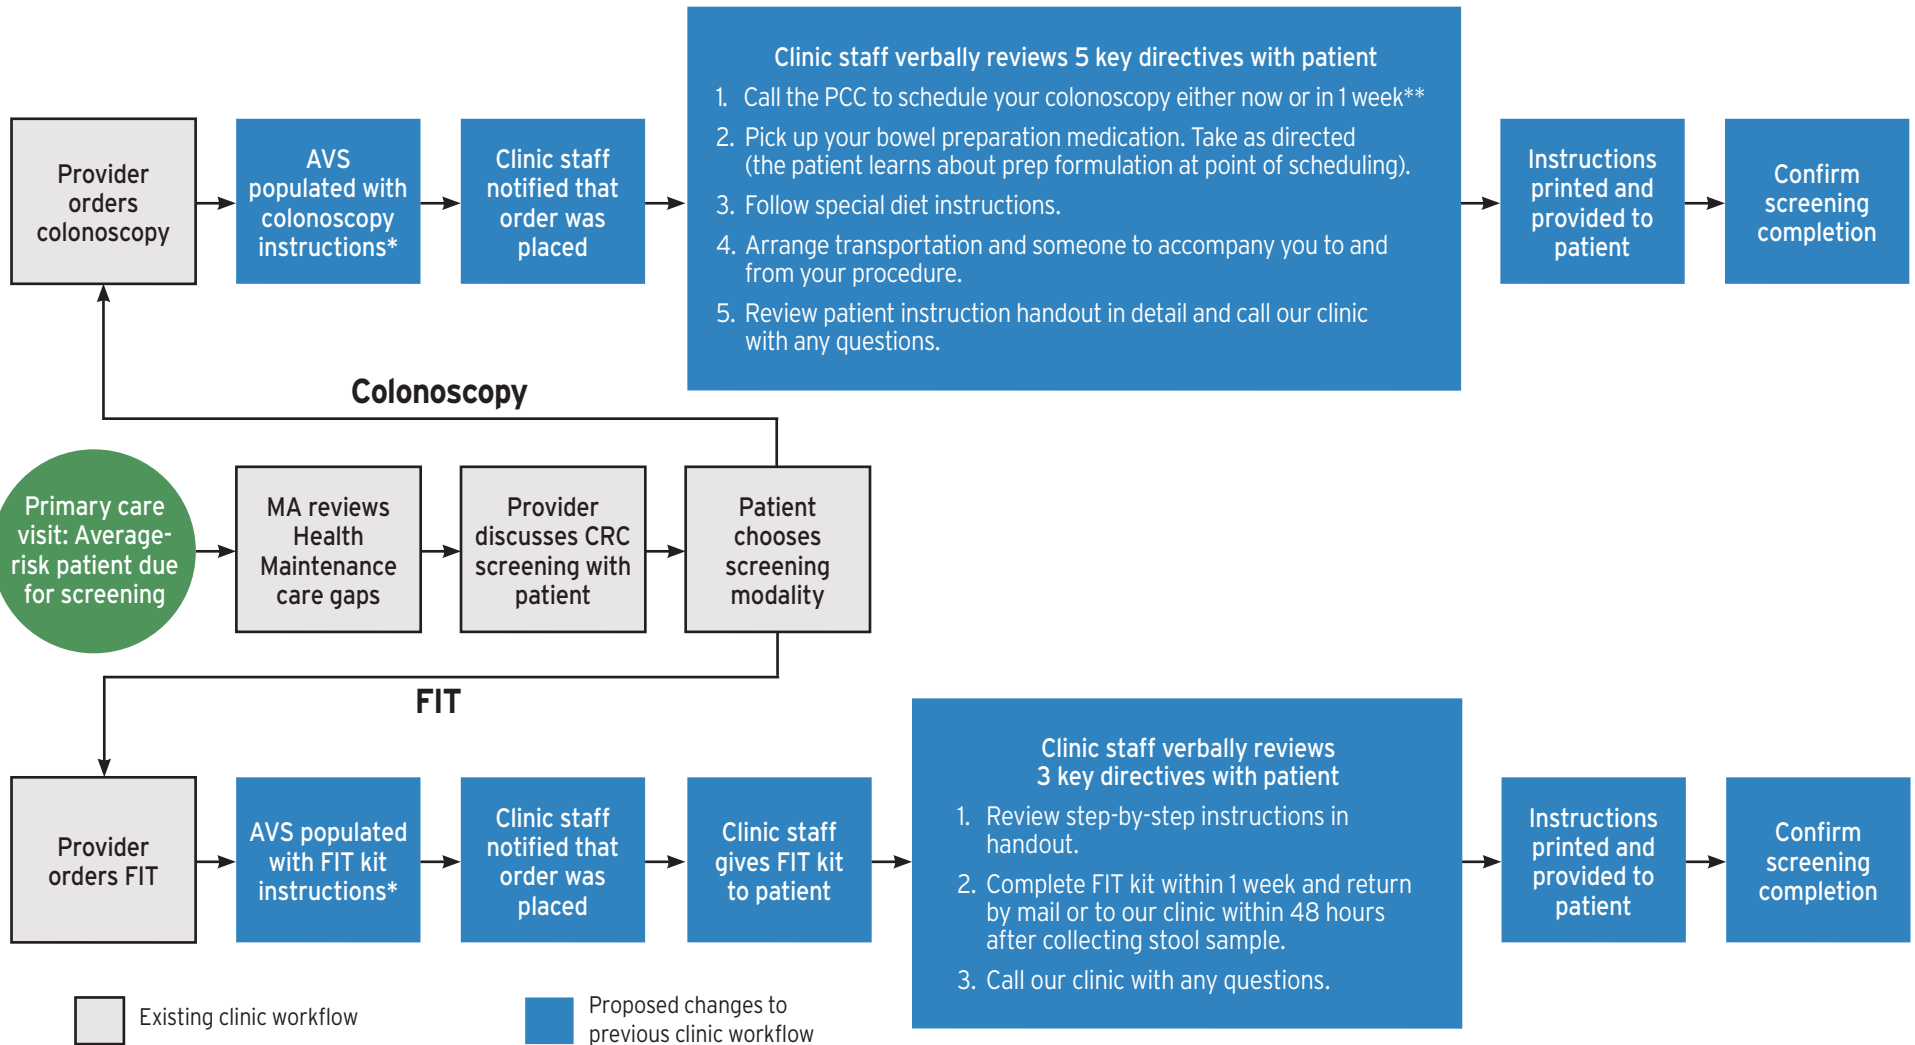 Clinic staff verbally reviews 5 key directives with patient
1. Call the PCC to schedule your colonoscopy either now or in 1 week**
2. Pick up your bowel preparation medication. Take as directed
(the patient learns about prep formulation at point of scheduling).
3. Follow special diet instructions.
4. Arrange transportation and someone to accompany you to and
from your procedure.
5. Review patient instruction handout in detail and call our clinic
with any questions.
Provider
orders
colonoscopy
AVS
populated with
colonoscopy
instructions*
Clinic staff
notified that
order was
placed
Instructions
printed and
provided to
patient
Confirm
screening
completion
Colonoscopy
Primary care
visit: Average-
risk patient due
for screening
MA reviews
Health
Maintenance
care gaps
Provider
discusses CRC
screening with
patient
Patient
chooses
screening
modality
FIT
Provider
orders FIT
AVS populated
with FIT kit
instructions*
Clinic staff
notified that
order was
placed
Clinic staff
gives FIT kit
to patient
Clinic staff verbally reviews
3 key directives with patient
1. Review step-by-step instructions in
handout.
2. Complete FIT kit within 1 week and return
by mail or to our clinic within 48 hours
after collecting stool sample.
3. Call our clinic with any questions.
Instructions
printed and
provided to
patient
Confirm
screening
completion
Existing clinic workflow
Proposed changes to
previous clinic workflow